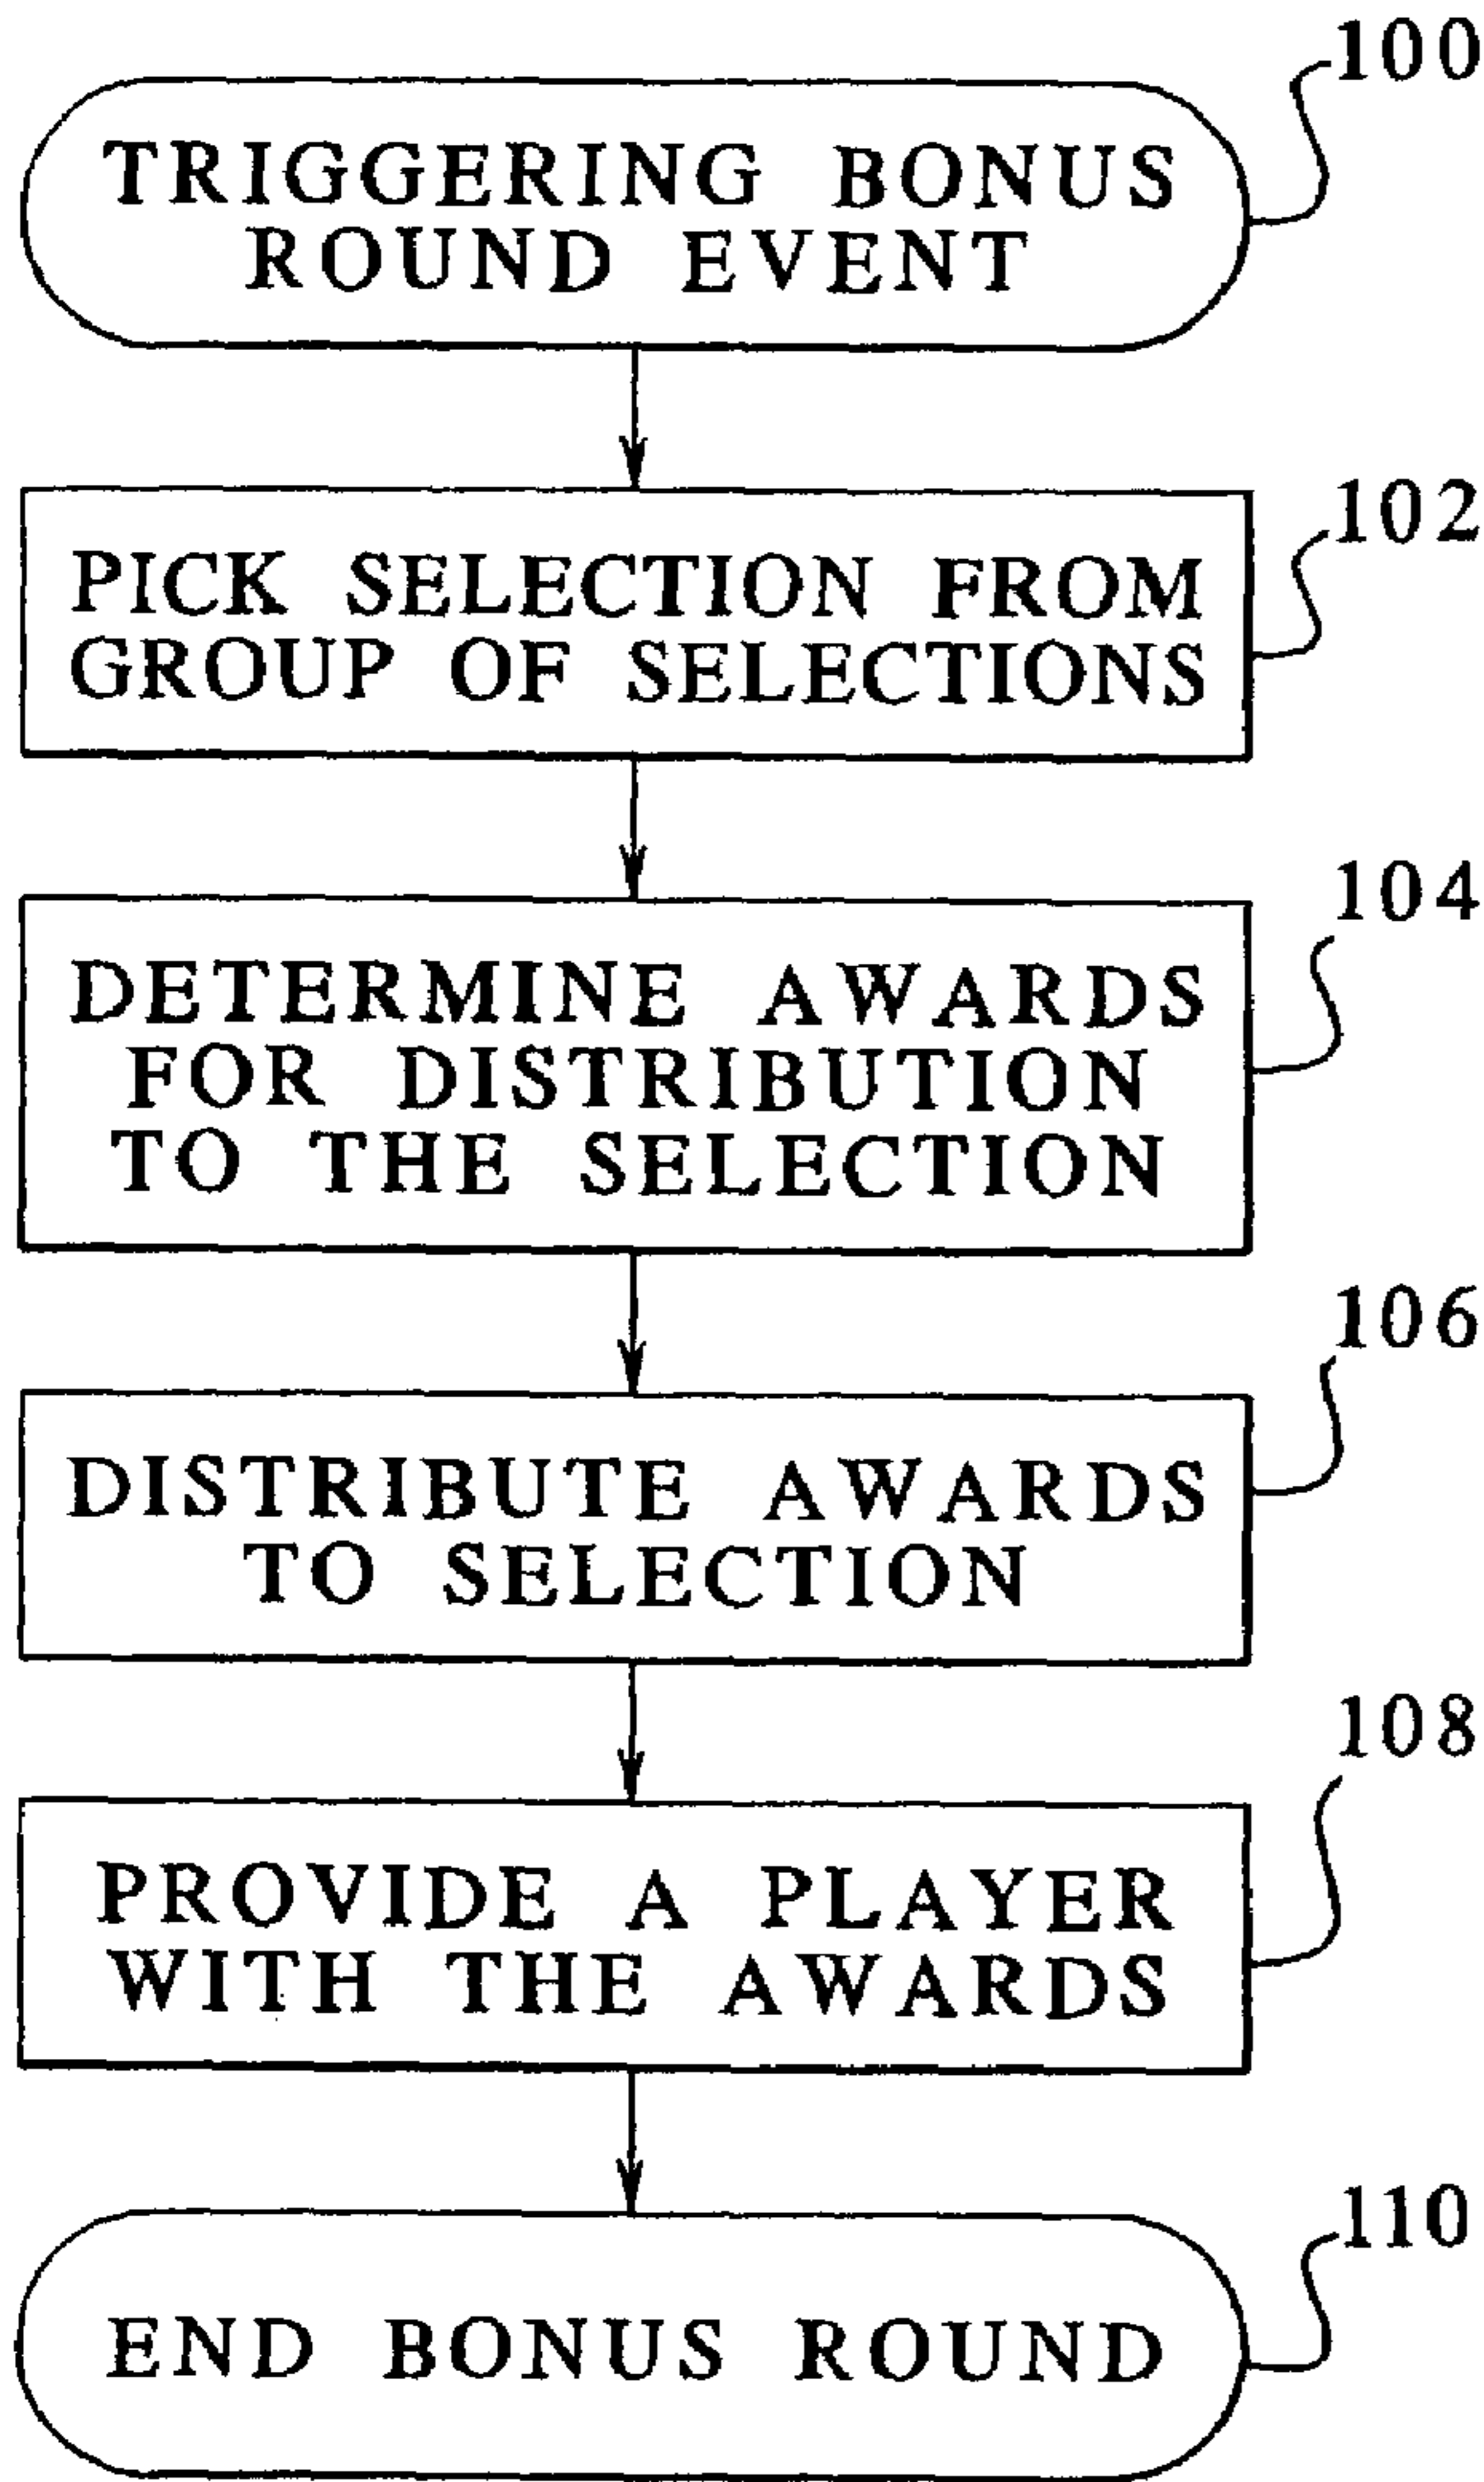 100
TRIGGERING BONUS
ROUND EVENT
102
PICK SELECTION FROM
GROUP OF SELECTIONS
104
DETERMINE AWARDS
FOR DISTRIBUTION
TO THE SELECTION
106
DISTRIBUTE AWARDS
TO SELECTION
108
PROVIDE A PLAYER
WITH THE AWARDS
110
END BONUS ROUND